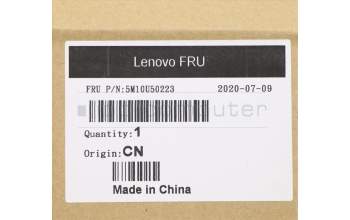 Lenovo FRU
FRU P/N:5M10U50223 2020-07-09
Quantity:1
Origin:CN
Made in China